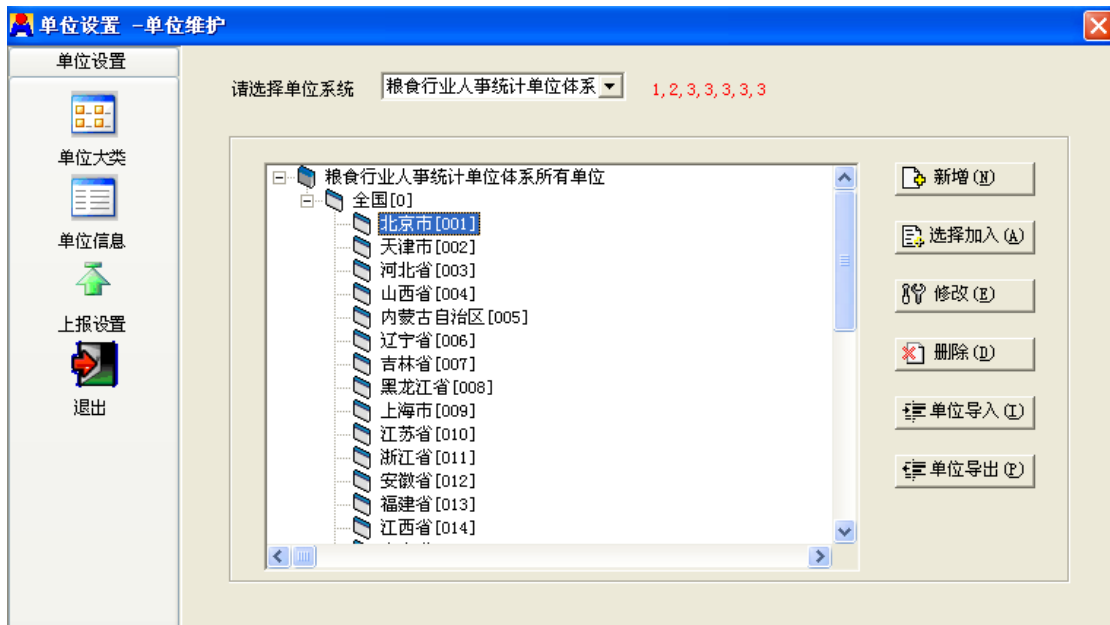 单位设置 -单位维护
单位设置
单位大类
单位信息
上报设置
退出
请选择单位系统 粮食行业人事统计单位体系 1,2,3,3,3,3,3
粮食行业人事统计单位体系所有单位
全国[0]
北京市[001]
天津市[002]
河北省[003]
山西省[004]
内蒙古自治区[005]
辽宁省[006]
吉林省[007]
黑龙江省[008]
上海市[009]
江苏省[010]
浙江省[011]
安徽省[012]
福建省[013]
江西省[014]
新增(N)
选择加入(A)
修改(E)
删除(D)
单位导入(I)
单位导出(P)